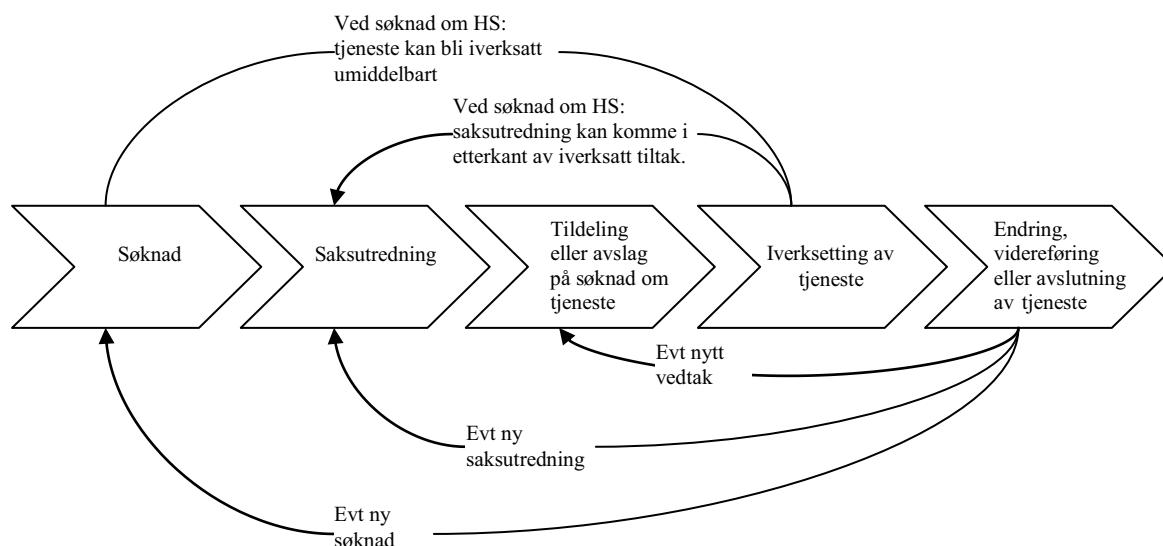 Ved søknad om HS:
tjeneste kan bli iverksatt
umiddelbart
Ved søknad om HS:
saksutredning kan komme i
etterkant av iverksatt tiltak.
Søknad
Saksutredning
Tildeling
eller avslag
på søknad om
tjeneste
Iverksetting av
tjeneste
Endring,
videreføring
eller avslutning
av tjeneste
Evt nytt
vedtak
Evt ny
saksutredning
Evt ny
søknad